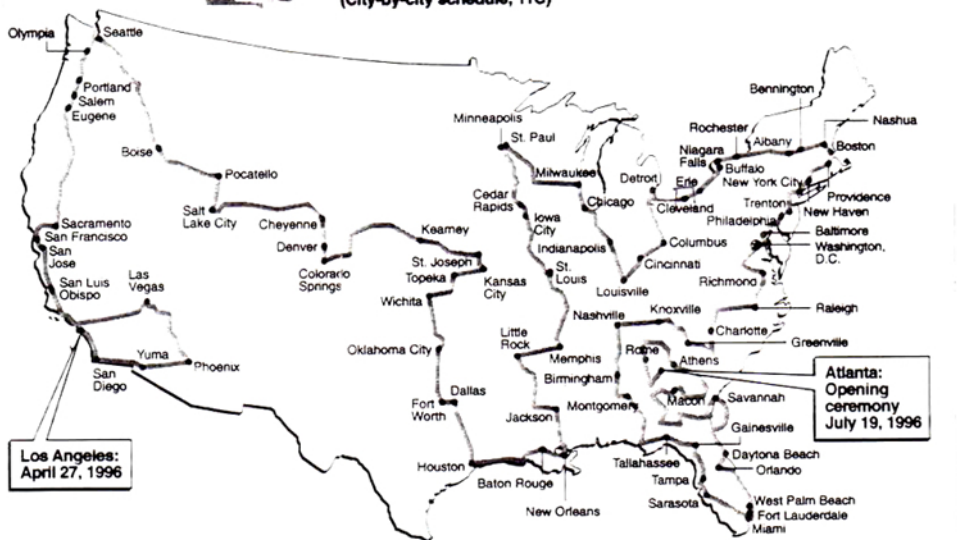 (City-by-city schedule, 11C)
Olympia
Seattle
Portland
Salem
Eugene
Boise
Pocatello
Salt
Lake City
Cheyenne
Denver
Colorado
Springs
Kearney
St. Joseph
Topeka
Kansas
City
Wichita
Oklahoma City
Dallas
Fort
Worth
Houston
Baton Rouge
New Orleans
Sacramento
San Francisco
San
Jose
San Luis
Obispo
Las
Vegas
Yuma
Phoenix
San
Diego
Los Angeles:
April 27, 1996
Minneapolis
St. Paul
Milwaukee
Chicago
Cedar
Rapids
Iowa
City
Indianapolis
St.
Louis
Louisville
Cincinnati
Columbus
Detroit
Cleveland
Erie
Niagara
Falls
Buffalo
Rochester
Albany
Bennington
Nashua
Boston
Providence
New Haven
New York City
Trenton
Philadelphia
Baltimore
Washington,
D.C.
Richmond
Raleigh
Charlotte
Greenville
Nashville
Knoxville
Little
Rock
Memphis
Rome
Athens
Birmingham
Macon
Savannah
Montgomery
Jackson
Gainesville
Tallahassee
Daytona Beach
Orlando
Tampa
Sarasota
West Palm Beach
Fort Lauderdale
Miami
Atlanta:
Opening
ceremony
July 19, 1996